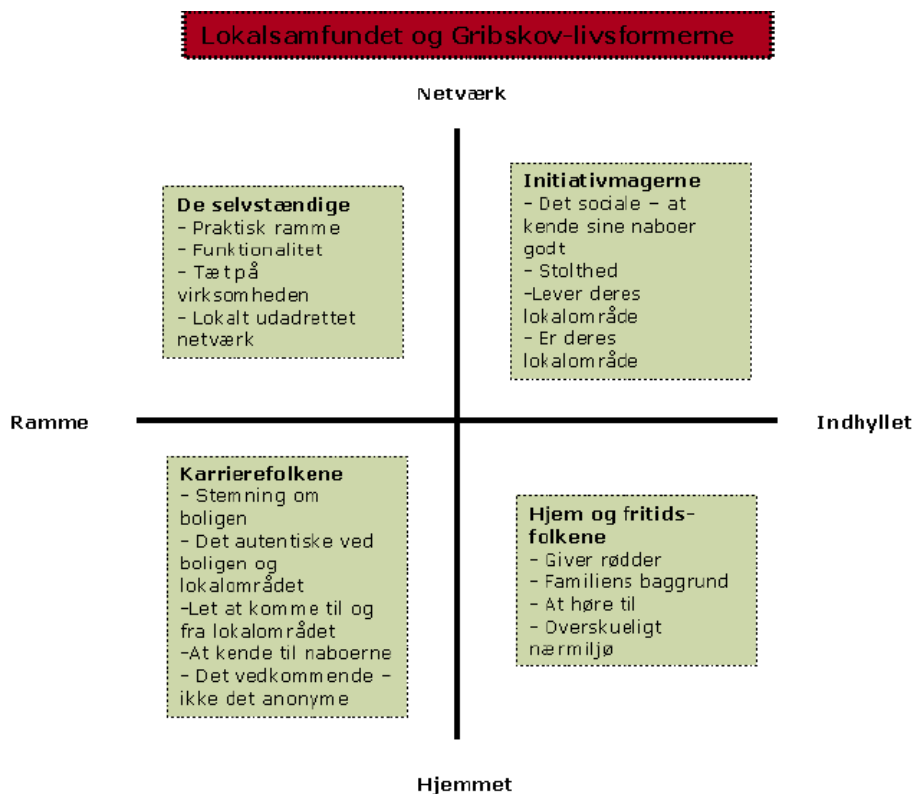 Lokalsamfundet og Gribskov-livsformerne
Netværk
De selvstændige
- Praktisk ramme
- Funktionalitet
- Tæt på
virksomheden
- Lokalt udadrettet
netværk
Initiativmagerne
- Det sociale – at
kende sine naboer
godt
- Stolthed
-Lever deres
lokalområde
- Er deres
lokalområde
Ramme
Indhyllet
Karrierefolkene
- Stemning om
boligen
- Det autentiske ved
boligen og
lokalområdet
-Let at komme til og
fra lokalområdet
-At kende til naboerne
- Det vedkommende –
ikke det anonyme
Hjem og fritids-
folkene
- Giver rødder
- Familiens baggrund
- At høre til
- Overskueligt
nærmiljø
Hjemmet